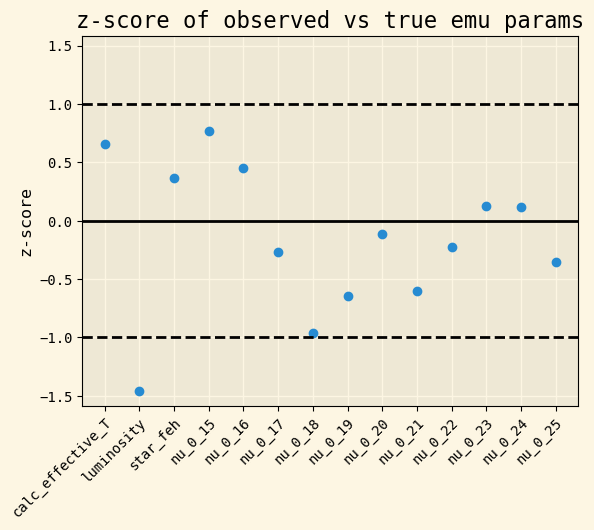 z-score of observed vs true emu params
z-score
1.5
1.0
0.5
0.0
−0.5
−1.0
−1.5
calc_effective_T
luminosity
star_feh
nu_0_15
nu_0_16
nu_0_17
nu_0_18
nu_0_19
nu_0_20
nu_0_21
nu_0_22
nu_0_23
nu_0_24
nu_0_25